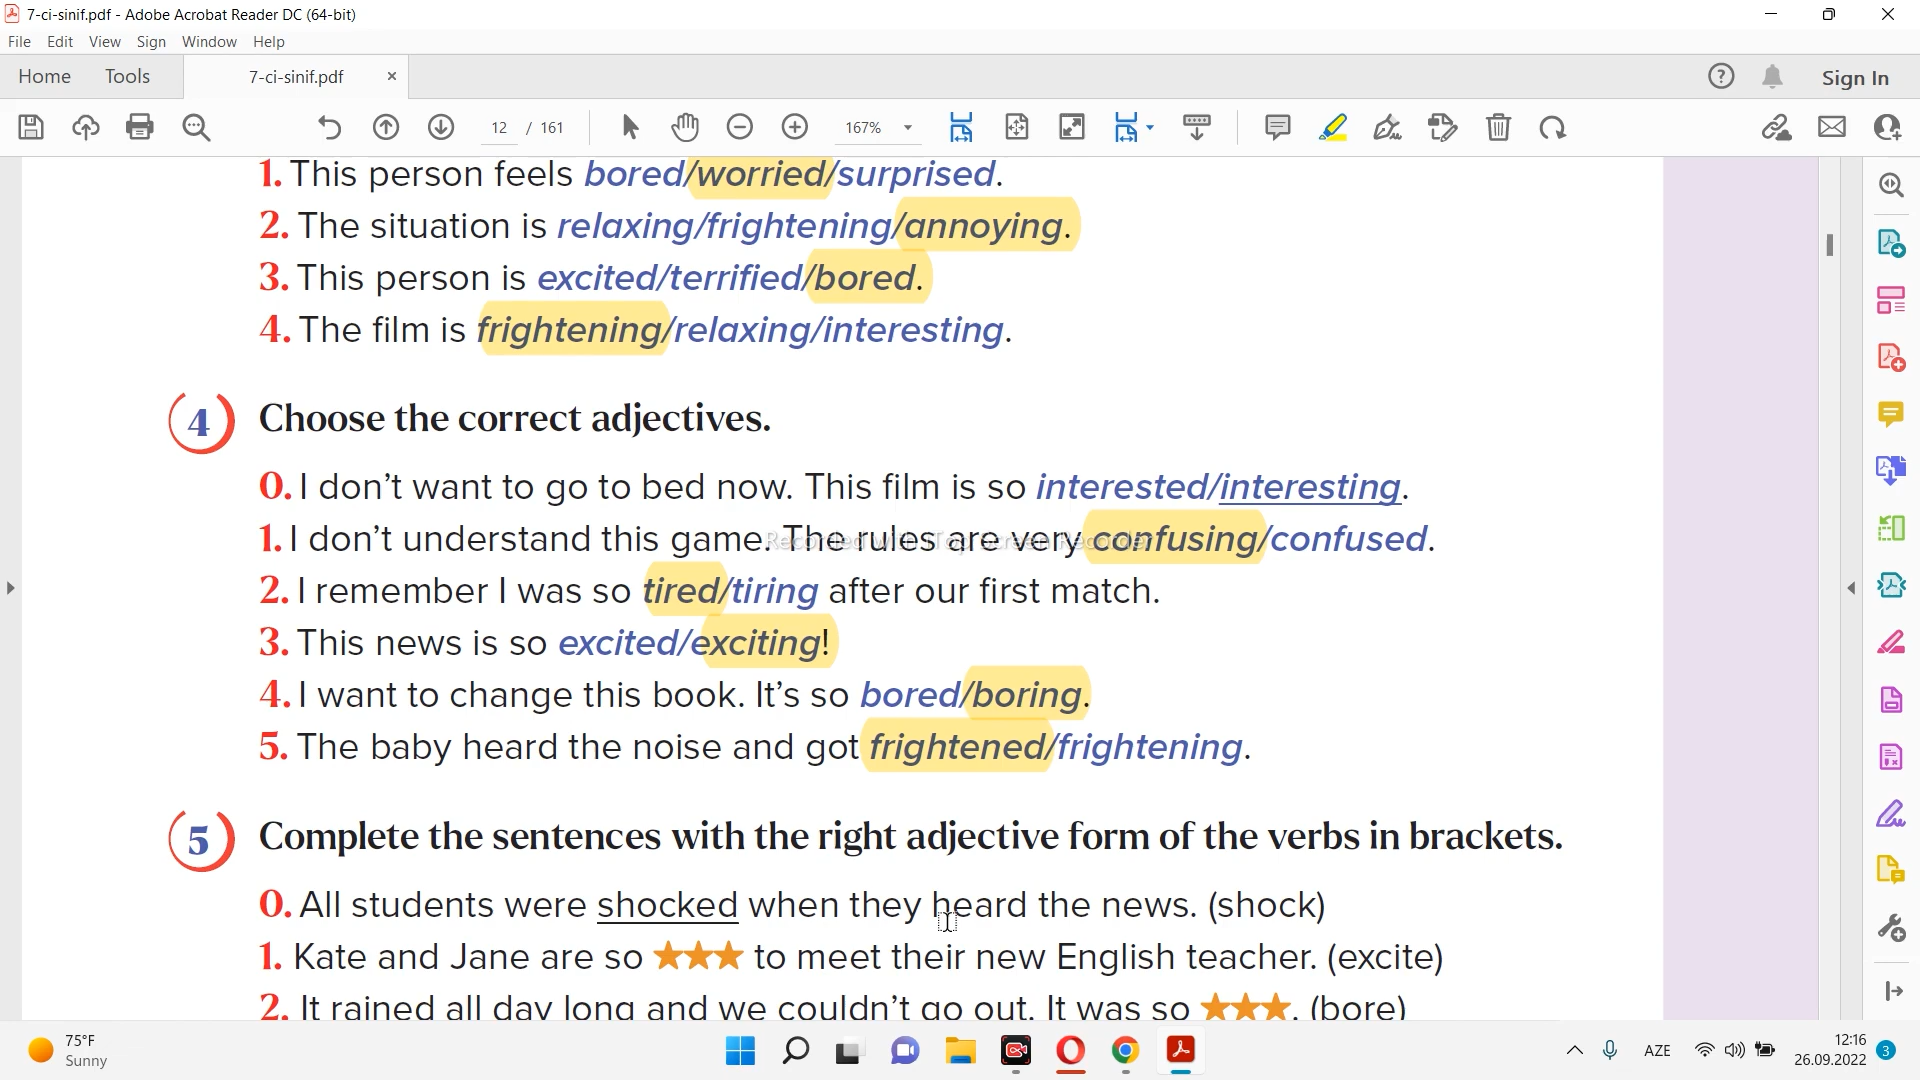 7-ci-sinif.pdf - Adobe Acrobat Reader DC (64-bit)
File Edit View Sign Window Help
Home Tools 7-ci-sinif.pdf × Sign In
12 / 161 167%
1. This person feels bored/worried/surprised.
2. The situation is relaxing/frightening/annoying.
3. This person is excited/terrified/bored.
4. The film is frightening/relaxing/interesting.
4 Choose the correct adjectives.
0. I don't want to go to bed now. This film is so interested/interesting.
1. I don't understand this game. The rules are very confusing/confused.
Recorded with iTop Screen Recorder
2. I remember I was so tired/tiring after our first match.
3. This news is so excited/exciting!
4. I want to change this book. It's so bored/boring.
5. The baby heard the noise and got frightened/frightening.
5 Complete the sentences with the right adjective form of the verbs in brackets.
0. All students were shocked when they heard the news. (shock)
1. Kate and Jane are so ★★★ to meet their new English teacher. (excite)
2. It rained all day long and we couldn't go out. It was so ★★★. (bore)
75°F
Sunny
AZE
12:16
26.09.2022
3